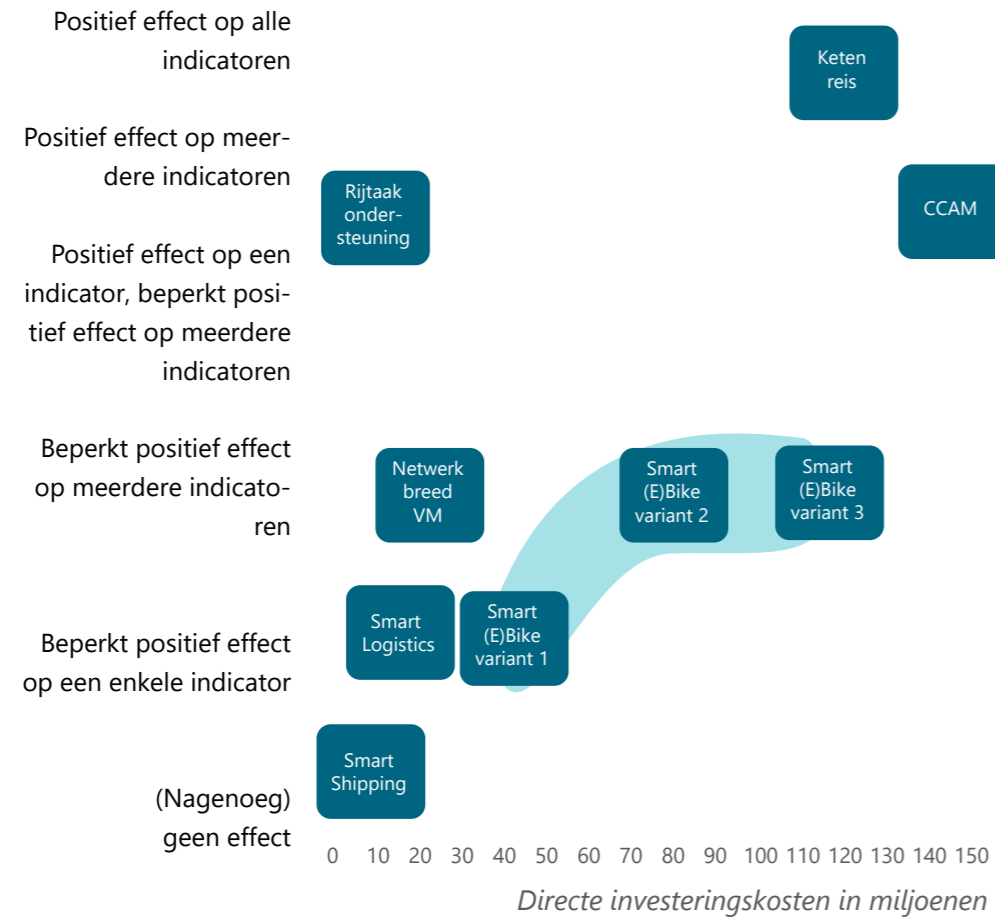 Positief effect op alle
indicatoren
Keten
reis
Positief effect op meer-
dere indicatoren
Rijtaak
onder-
steuning
CCAM
Positief effect op een
indicator, beperkt posi-
tief effect op meerdere
indicatoren
Beperkt positief effect
op meerdere indicato-
ren
Netwerk
breed
VM
Smart
(E)Bike
variant 2
Smart
(E)Bike
variant 3
Beperkt positief effect
op een enkele indicator
Smart
Logistics
Smart
(E)Bike
variant 1
Smart
Shipping
(Nagenoeg)
geen effect
0 10 20 30 40 50 60 70 80 90 100 110 120 130 140 150
Directe investeringskosten in miljoenen